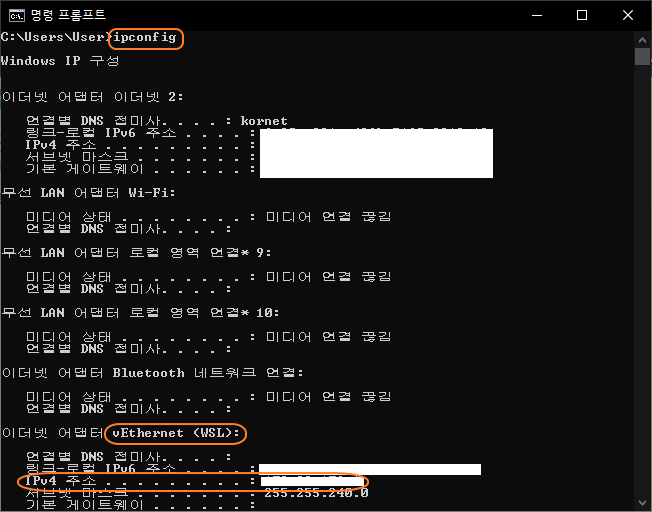 명령 프롬프트
C:\Users\User>ipconfig
Windows IP 구성
이더넷 어댑터 이더넷 2:
연결별 DNS 접미사. . . . : kornet
링크-로컬 IPv6 주소 . . . . :
IPv4 주소 . . . . . . . . . :
서브넷 마스크 . . . . . . . :
기본 게이트웨이 . . . . . . :
무선 LAN 어댑터 Wi-Fi:
미디어 상태 . . . . . . . . : 미디어 연결 끊김
연결별 DNS 접미사. . . . :
무선 LAN 어댑터 로컬 영역 연결* 9:
미디어 상태 . . . . . . . . : 미디어 연결 끊김
연결별 DNS 접미사. . . . :
무선 LAN 어댑터 로컬 영역 연결* 10:
미디어 상태 . . . . . . . . : 미디어 연결 끊김
연결별 DNS 접미사. . . . :
이더넷 어댑터 Bluetooth 네트워크 연결:
미디어 상태 . . . . . . . . : 미디어 연결 끊김
연결별 DNS 접미사. . . . :
이더넷 어댑터 vEthernet (WSL):
연결별 DNS 접미사. . . . :
링크-로컬 IPv6 주소 . . . . :
IPv4 주소 . . . . . . . . . :
서브넷 마스크 . . . . . . . : 255.255.240.0
기본 게이트웨이 . . . . . . :